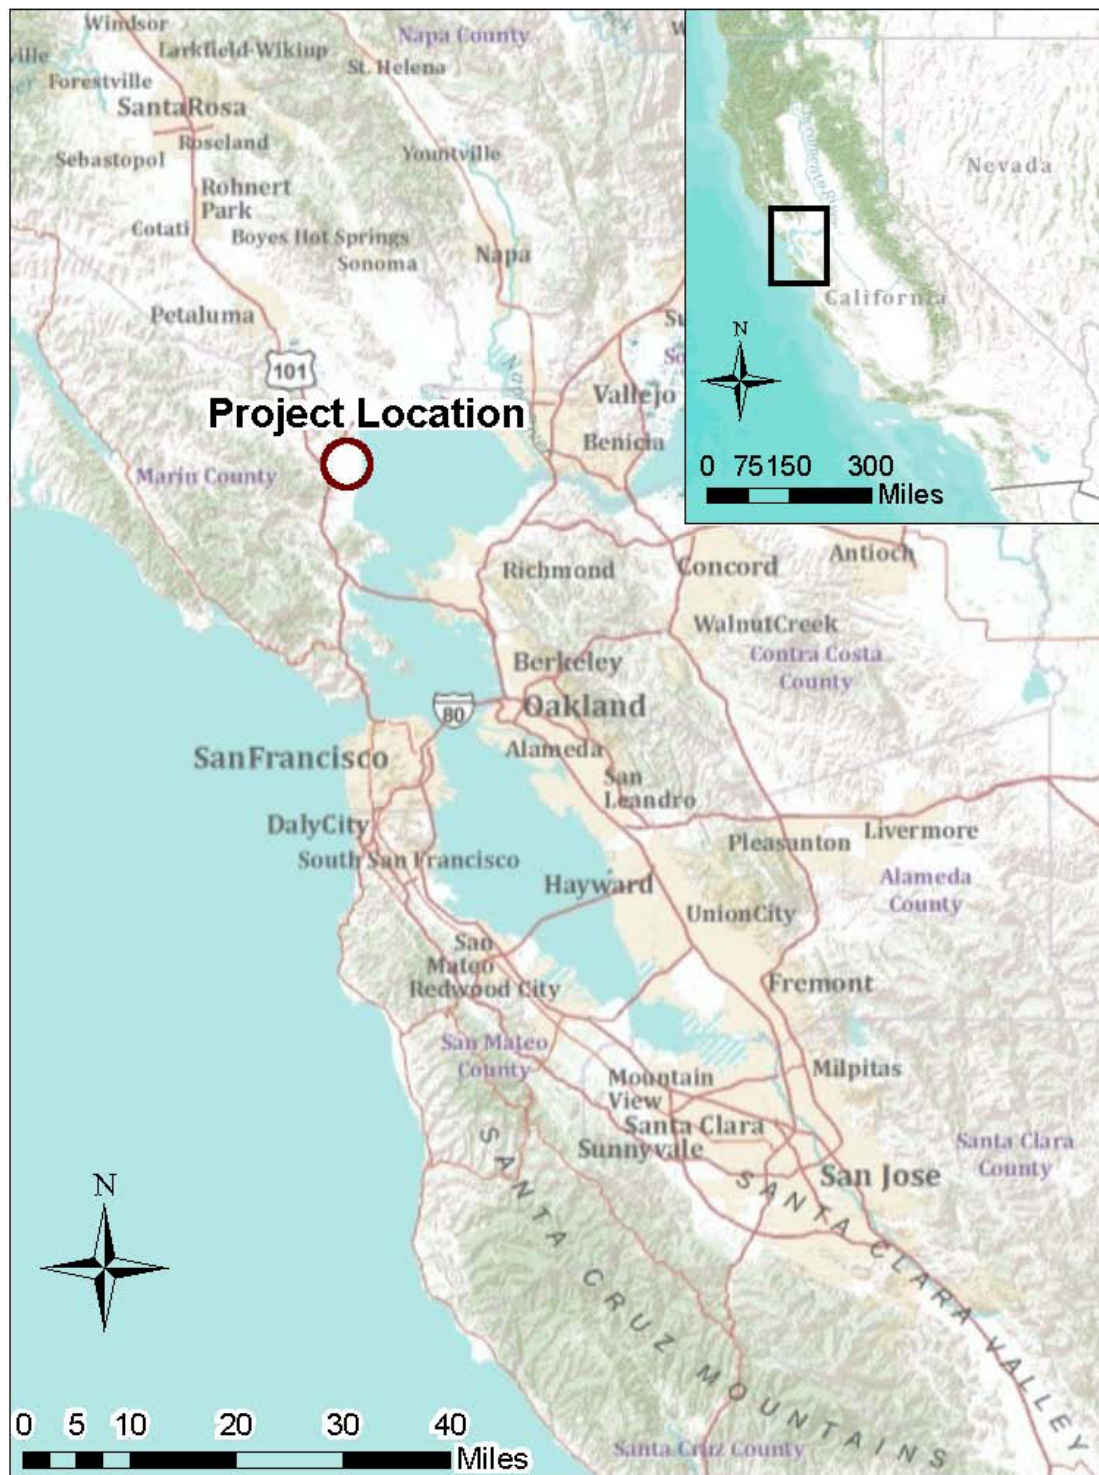 Windsor
Larkfield-Wikiup
Napa County
ville
Forestville
St. Helena
SantaRosa
Roseland
Sebastopol
Yountville
Rohnert
Park
Cotati
Boyes Hot Springs
Sonoma
Napa
Petaluma
101
Project Location
Vallejo
Benicia
Marin County
Nevada
California
N
0 75 150 300
Miles
Richmond
Concord
Antioch
WalnutCreek
Contra Costa
County
Berkeley
80
Oakland
SanFrancisco
Alameda
San
Leandro
DalyCity
Pleasanton
Livermore
South San Francisco
Hayward
Alameda
County
UnionCity
San
Mateo
Redwood City
Fremont
San Mateo
County
Mountain
View
Milpitas
Santa Clara
Sunnyvale
Santa Clara
County
San Jose
SANTA CLARA VALLEY
SANTA CRUZ MOUNTAINS
N
0 5 10 20 30 40
Miles
Santa Cruz County